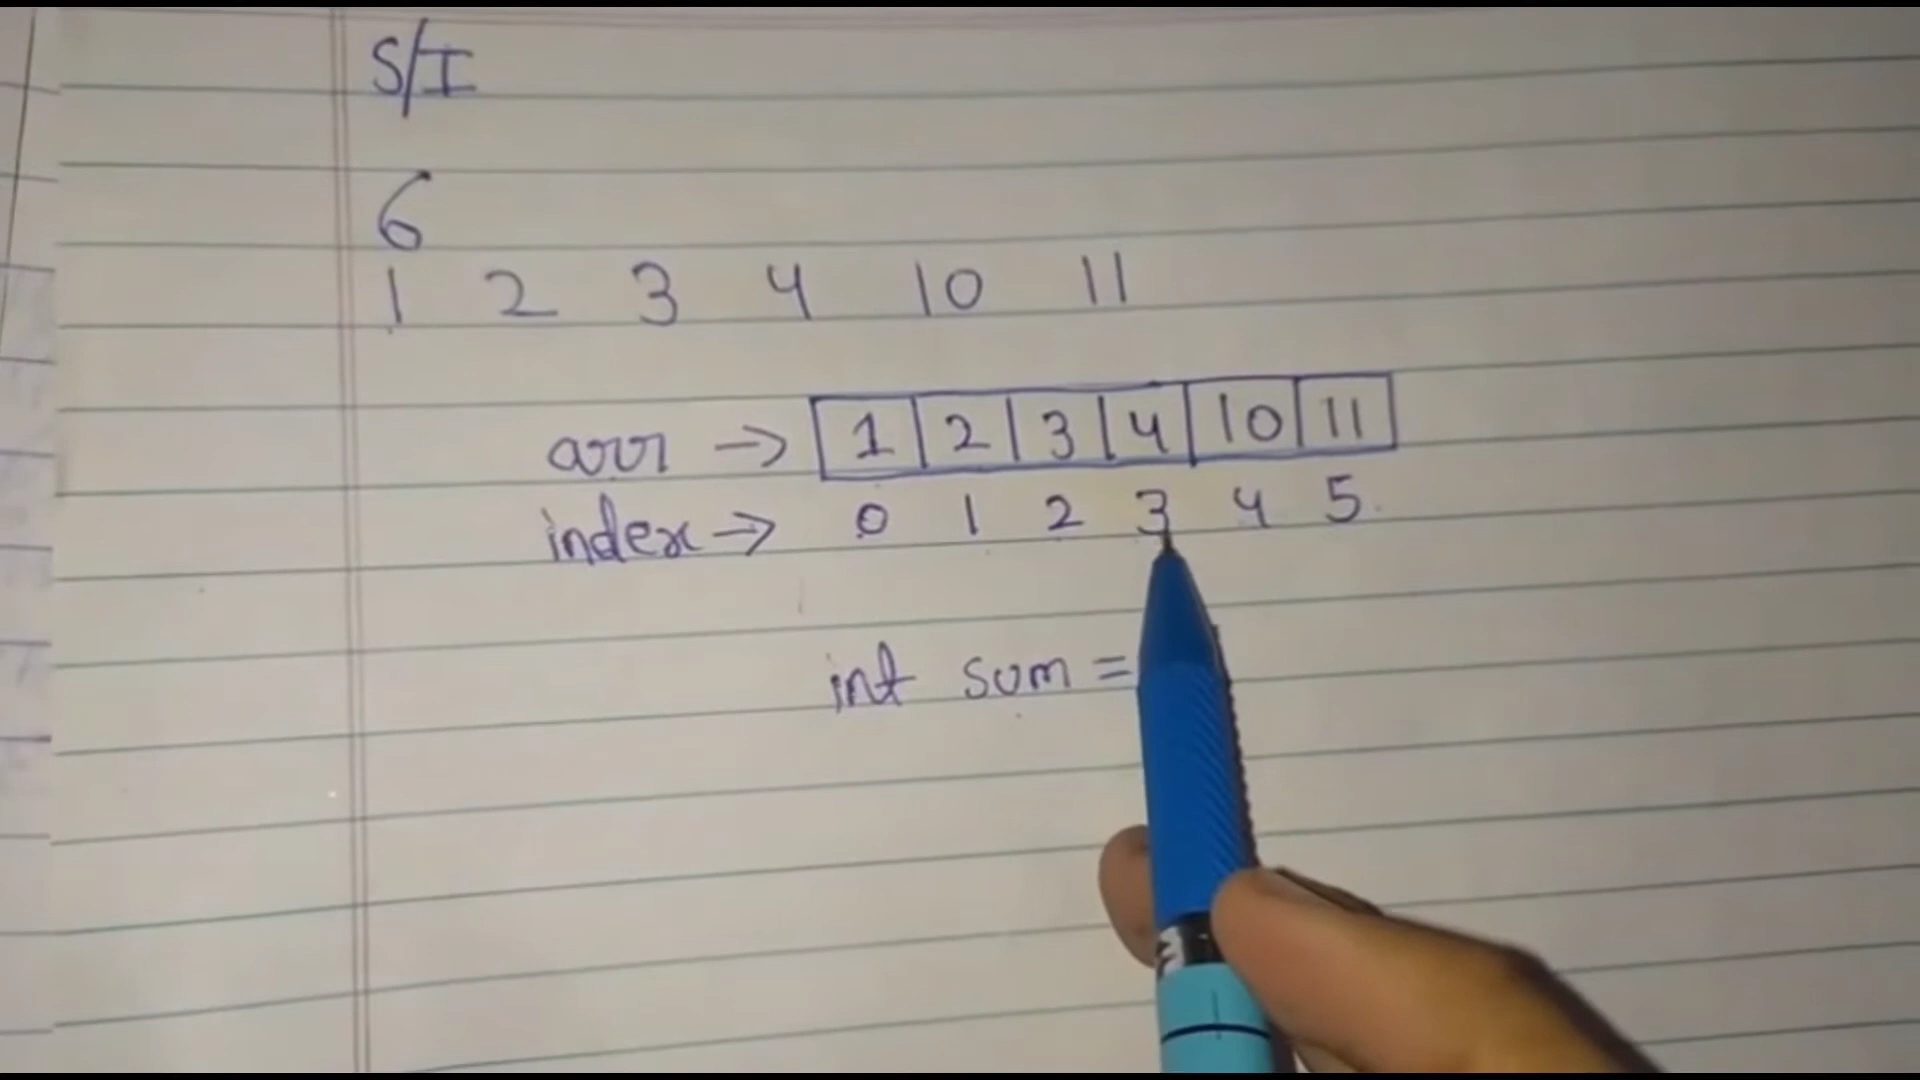 S/I
6
1 2 3 4 10 11
arr → 1 2 3 4 10 11
index → 0 1 2 3 4 5
int sum =